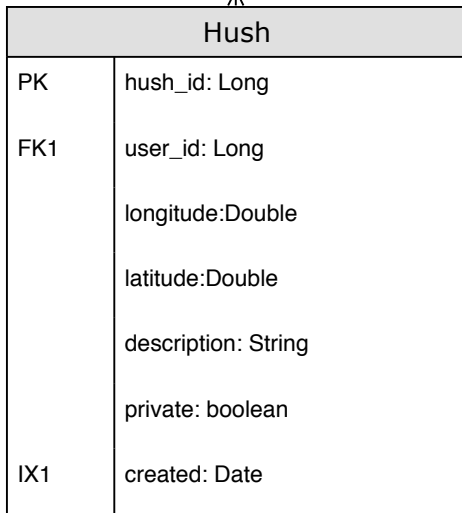 Hush
PK hush_id: Long
FK1 user_id: Long
longitude:Double
latitude:Double
description: String
private: boolean
IX1 created: Date